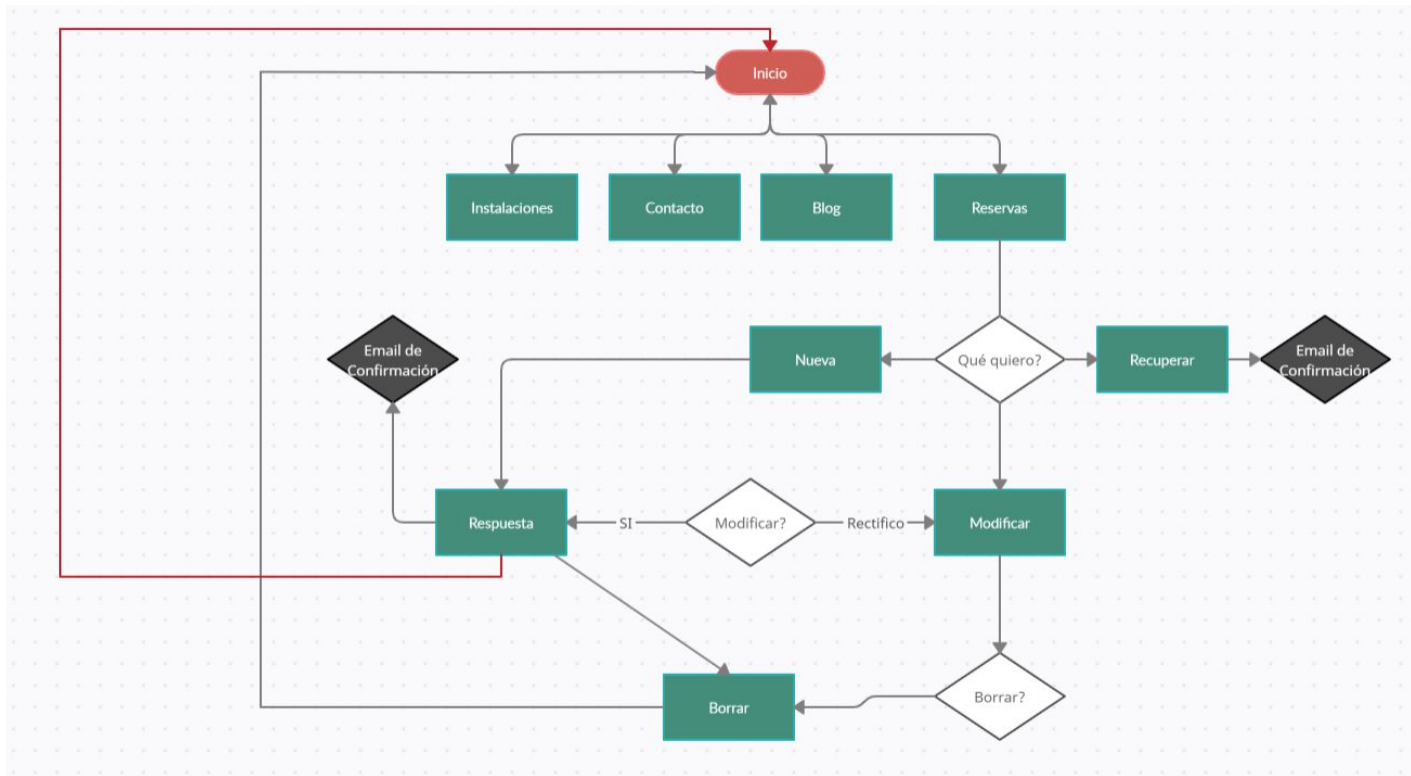 Inicio
Instalaciones
Contacto
Blog
Reservas
Email de
Confirmación
Nueva
Qué quiero?
Recuperar
Email de
Confirmación
Respuesta
SI
Modificar?
Rectifico
Modificar
Borrar
Borrar?